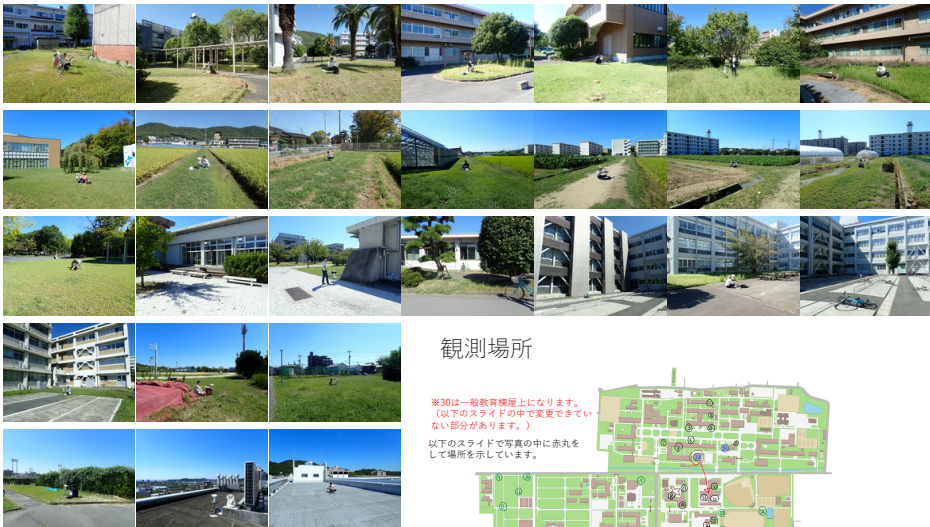 観測場所
※30は一般教育棟屋上になります。
（以下のスライドの中で変更できてい
ない部分があります。）
以下のスライドで写真の中に赤丸を
して場所を示しています。